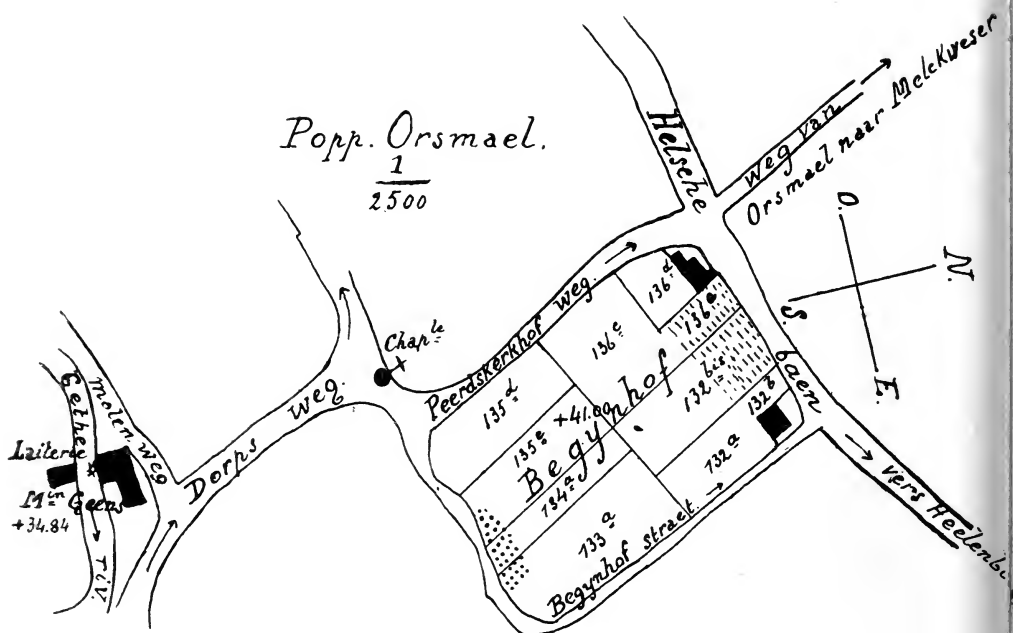 Popp. Orsmael.
1
2500
Helsche
baen
weg van
Orsmael naar Melckweser
O.
N.
S.
E.
Chaple
Peerdskerkhof weg.
Dorps weg.
molen weg
Gethe
riv.
Laiterie
Min Geens
+34.84
136d
136a
136c
135d
135e
+41.00
132bis
132b
132a
134a
133a
Begynhof
Begynhof straet.
vers Heelenb